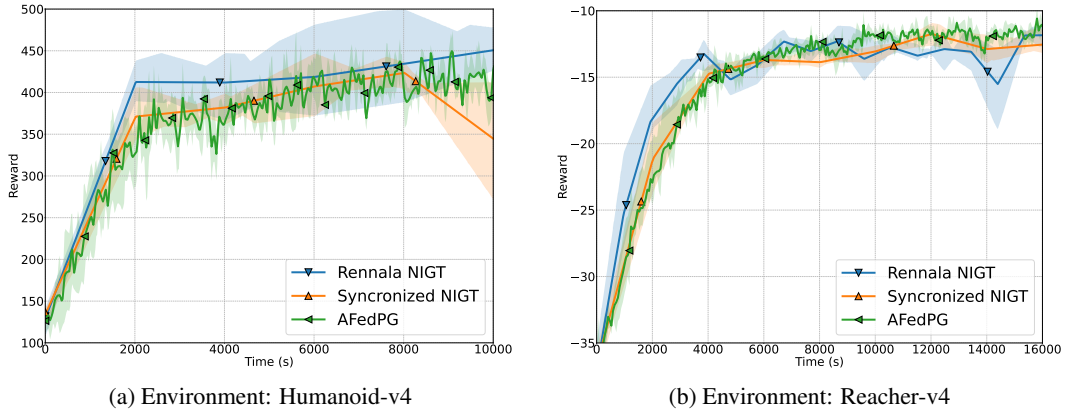 500
450
400
350
300
250
200
150
100
Reward
0
2000
4000
6000
8000
10000
Time (s)
Rennala NIGT
Syncronized NIGT
AFedPG
(a) Environment: Humanoid-v4
−10
−15
−20
−25
−30
−35
Reward
0
2000
4000
6000
8000
10000
12000
14000
16000
Time (s)
Rennala NIGT
Syncronized NIGT
AFedPG
(b) Environment: Reacher-v4